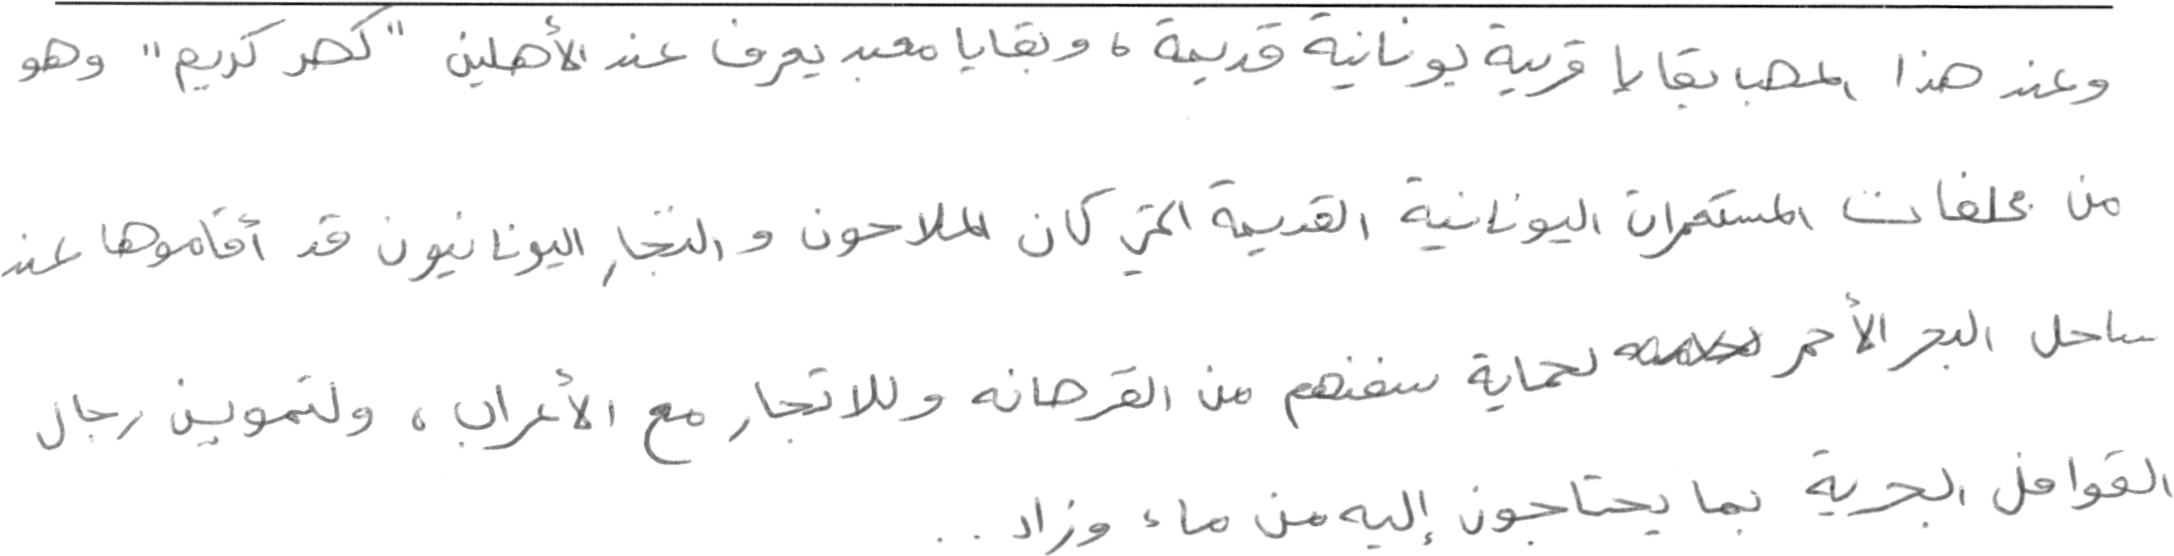 وعند هذا المصب بقايا قرية يونانية قديمة ، وبقايا معبد يعرف عند الأهلين "كصر كريم" وهو
من مخلفات المستعمرات اليونانية القديمة التي كان الملاحون والتجار اليونانيون قد أقاموها عند
ساحل البحر الأحمر لحماية سفنهم من القرصانه وللاتجار مع الأعراب ، ولتموين رجال
القوافل البحرية بما يحتاجون إليه من ماء وزاد ..